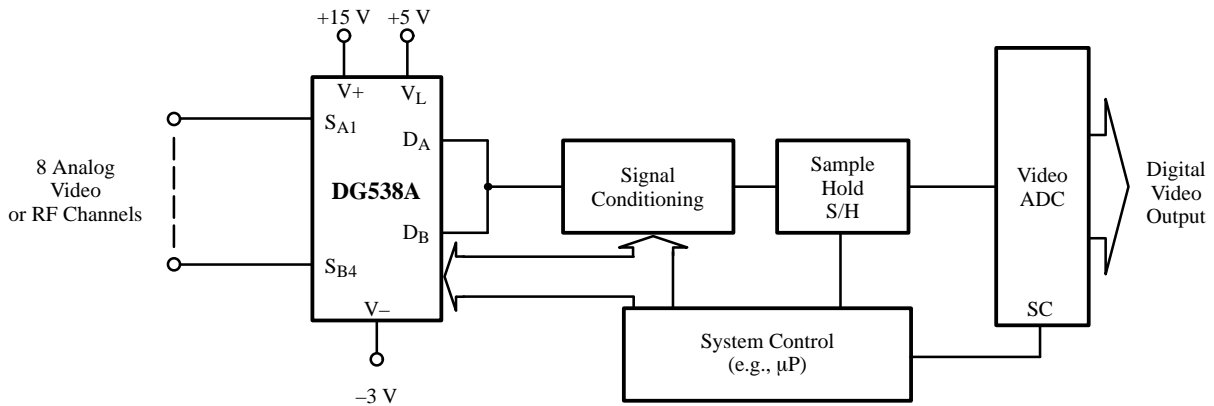 +15 V
+5 V
V+
VL
SA1
DA
8 Analog
Video
or RF Channels
DG538A
Signal
Conditioning
Sample
Hold
S/H
Video
ADC
Digital
Video
Output
DB
SB4
V–
SC
System Control
(e.g., µP)
–3 V